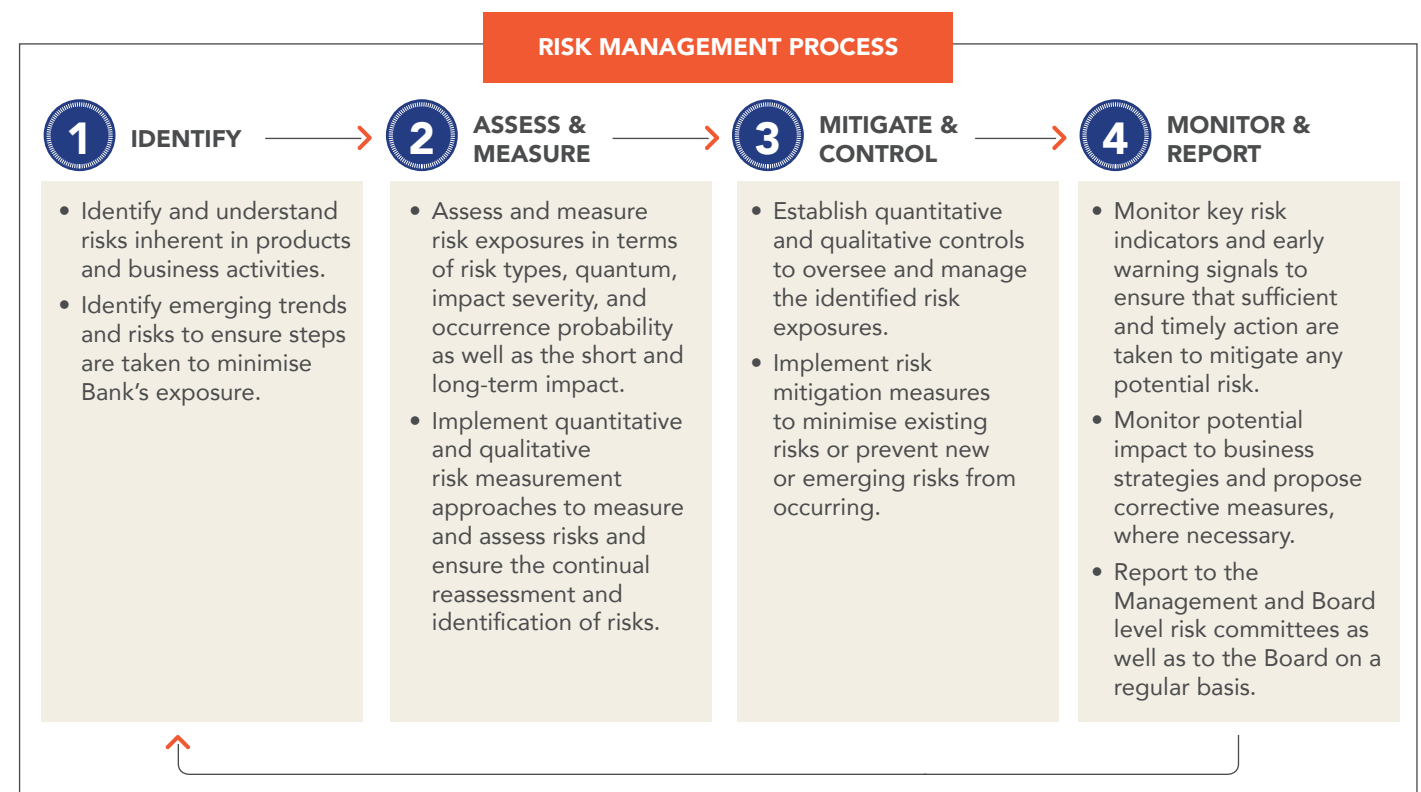 RISK MANAGEMENT PROCESS
1 IDENTIFY
• Identify and understand
risks inherent in products
and business activities.
• Identify emerging trends
and risks to ensure steps
are taken to minimise
Bank's exposure.
2 ASSESS &
MEASURE
• Assess and measure
risk exposures in terms
of risk types, quantum,
impact severity, and
occurrence probability
as well as the short and
long-term impact.
• Implement quantitative
and qualitative
risk measurement
approaches to measure
and assess risks and
ensure the continual
reassessment and
identification of risks.
3 MITIGATE &
CONTROL
• Establish quantitative
and qualitative controls
to oversee and manage
the identified risk
exposures.
• Implement risk
mitigation measures
to minimise existing
risks or prevent new
or emerging risks from
occurring.
4 MONITOR &
REPORT
• Monitor key risk
indicators and early
warning signals to
ensure that sufficient
and timely action are
taken to mitigate any
potential risk.
• Monitor potential
impact to business
strategies and propose
corrective measures,
where necessary.
• Report to the
Management and Board
level risk committees as
well as to the Board on a
regular basis.